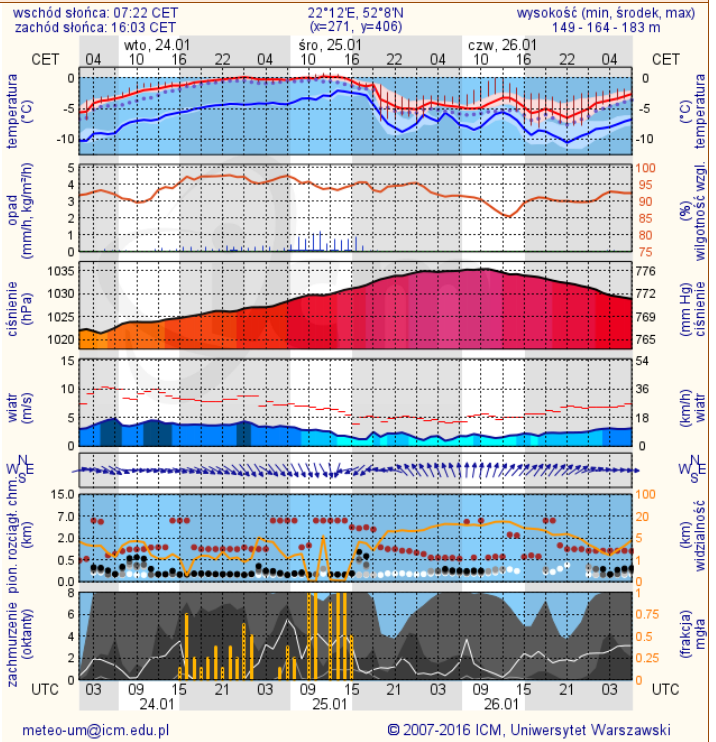 wschód słońca: 07:22 CET 22°12'E, 52°8'N wysokość (min, środek, max)
zachód słońca: 16:03 CET (x=271, y=406) 149 - 164 - 183 m
wto, 24.01 śro, 25.01 czw, 26.01
CET 04 10 16 22 04 10 16 22 04 10 16 22 04 CET
temperatura (°C) 0 -5 -10 0 -5 -10 (°C) temperatura
opad (mm/h, kg/m²/h) 5 4 3 2 1 0 100 95 90 85 80 75 (%) wilgotność wzgl.
ciśnienie (hPa) 1035 1030 1025 1020 776 772 769 765 (mm Hg) ciśnienie
wiatr (m/s) 15 10 5 0 54 36 18 0 (km/h) wiatr
N W E S N W E S
pion. rozciągł. chm. (km) 15.0 7.0 2.0 0.5 0.0 100 20 5 1 0 (km) widzialność
zachmurzenie (oktanty) 8 6 4 2 0 1 0.75 0.5 0.25 0 (frakcja) mgła
UTC 03 09 15 21 03 09 15 21 03 09 15 21 03 UTC
24.01 25.01 26.01
meteo-um@icm.edu.pl © 2007-2016 ICM, Uniwersytet Warszawski